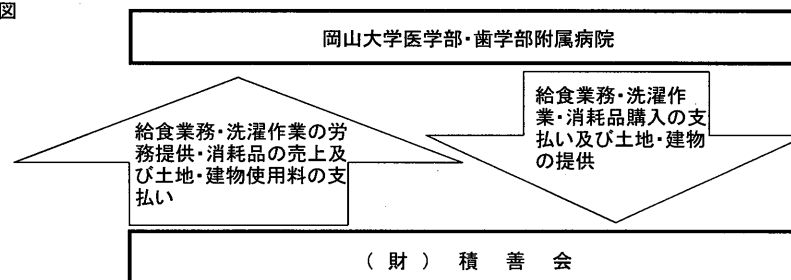 図
岡山大学医学部・歯学部附属病院
給食業務・洗濯作業の労
務提供・消耗品の売上及
び土地・建物使用料の支
払い
給食業務・洗濯作
業・消耗品購入の支
払い及び土地・建物
の提供
（財）積善会